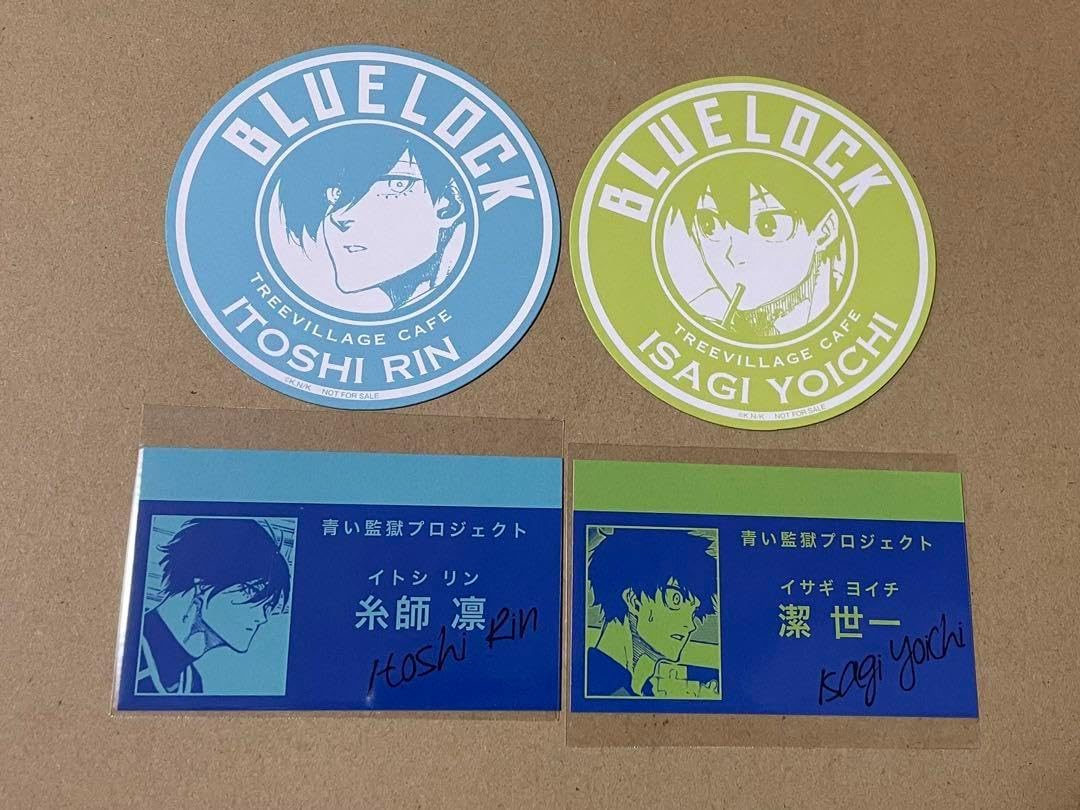 BLUELOCK
TREEVILLAGE CAFE
ITOSHI RIN
©K.N/K NOT FOR SALE
BLUELOCK
TREEVILLAGE CAFE
ISAGI YOICHI
©K.N/K NOT FOR SALE
青い監獄プロジェクト
イトシ リン
糸師 凛
Itoshi Rin
青い監獄プロジェクト
イサギ ヨイチ
潔 世一
Isagi Yoichi